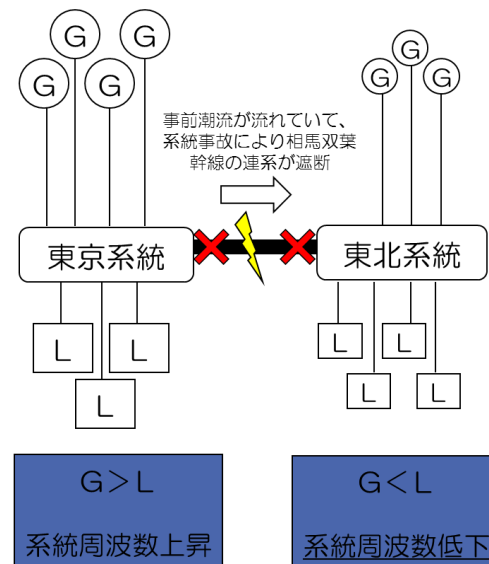 G
G
G
G
G
G
G
事前潮流が流れていて、
系統事故により相馬双葉
幹線の連系が遮断
東京系統
東北系統
L
L
L
L
L
L
L
G>L
系統周波数上昇
G<L
系統周波数低下